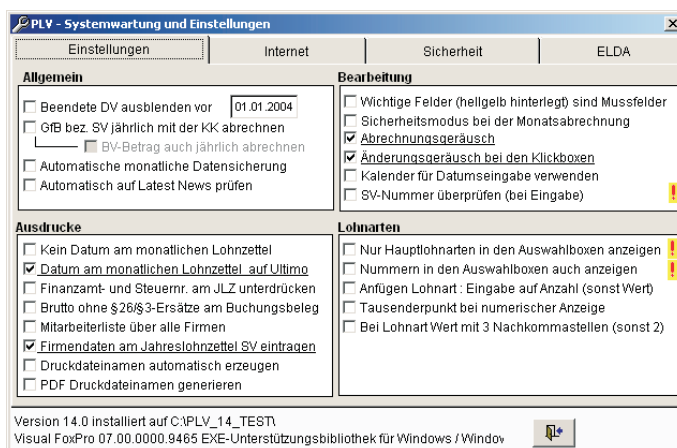 PLV - Systemwartung und Einstellungen
Einstellungen
Internet
Sicherheit
ELDA
Allgemein
Beendete DV ausblenden vor 01.01.2004
GfB bez. SV jährlich mit der KK abrechnen
BV-Betrag auch jährlich abrechnen
Automatische monatliche Datensicherung
Automatisch auf Latest News prüfen
Bearbeitung
Wichtige Felder (hellgelb hinterlegt) sind Mussfelder
Sicherheitsmodus bei der Monatsabrechnung
Abrechnungsgeräusch
Änderungsgeräusch bei den Klickboxen
Kalender für Datumseingabe verwenden
SV-Nummer überprüfen (bei Eingabe) !
Ausdrucke
Kein Datum am monatlichen Lohnzettel
Datum am monatlichen Lohnzettel auf Ultimo
Finanzamt- und Steuernr. am JLZ unterdrücken
Brutto ohne §26/§3-Ersätze am Buchungsbeleg
Mitarbeiterliste über alle Firmen
Firmendaten am Jahreslohnzettel SV eintragen
Druckdateinamen automatisch erzeugen
PDF Druckdateinamen generieren
Lohnarten
Nur Hauptlohnarten in den Auswahlboxen anzeigen !
Nummern in den Auswahlboxen auch anzeigen !
Anfügen Lohnart : Eingabe auf Anzahl (sonst Wert)
Tausenderpunkt bei numerischer Anzeige
Bei Lohnart Wert mit 3 Nachkommastellen (sonst 2)
Version 14.0 installiert auf C:\PLV_14_TEST\
Visual FoxPro 07.00.0000.9465 EXE-Unterstützungsbibliothek für Windows / Windov